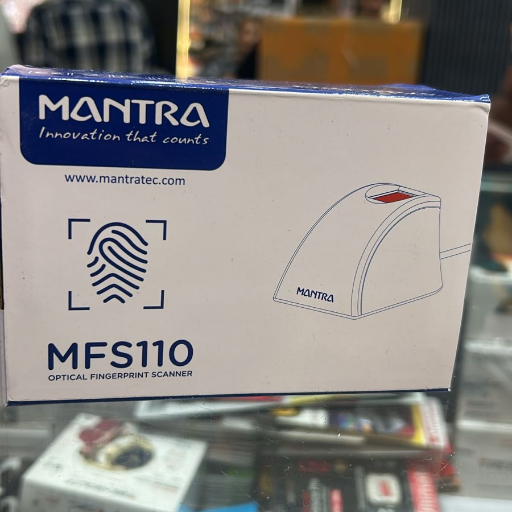 MANTRA
Innovation that counts
www.mantratec.com
MANTRA
MFS110
OPTICAL FINGERPRINT SCANNER